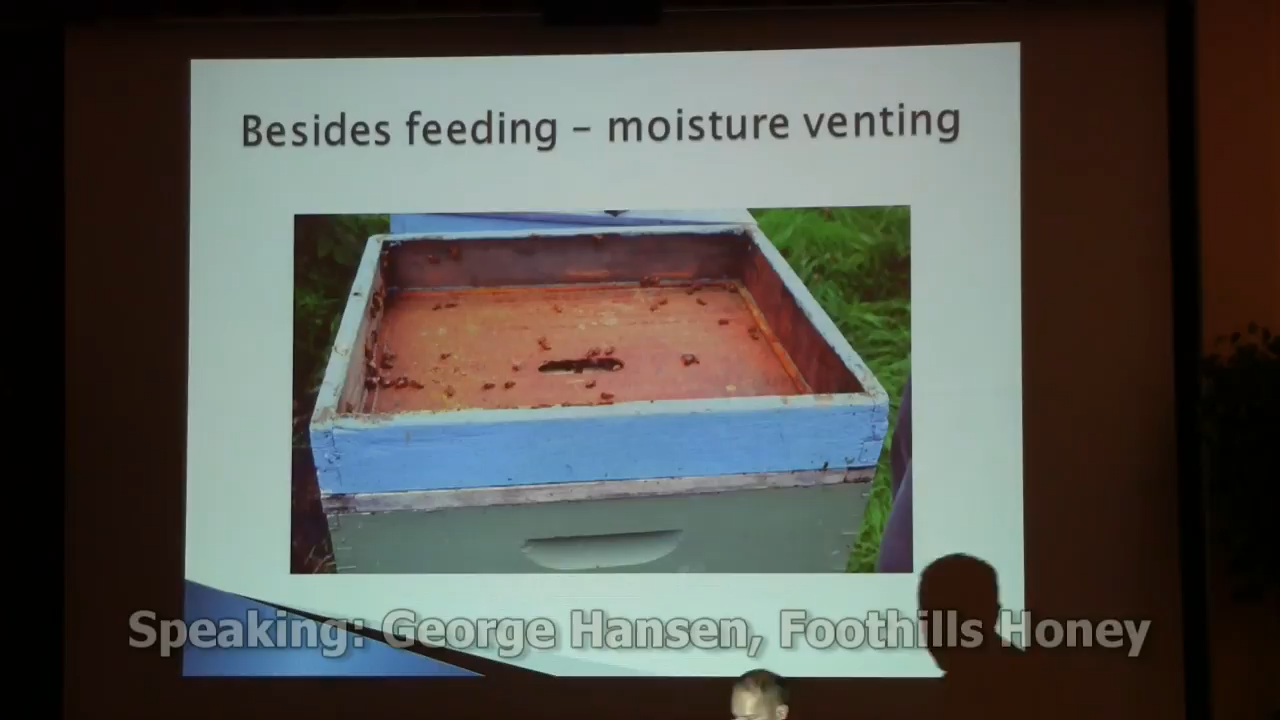 Besides feeding – moisture venting
Speaking: George Hansen, Foothills Honey